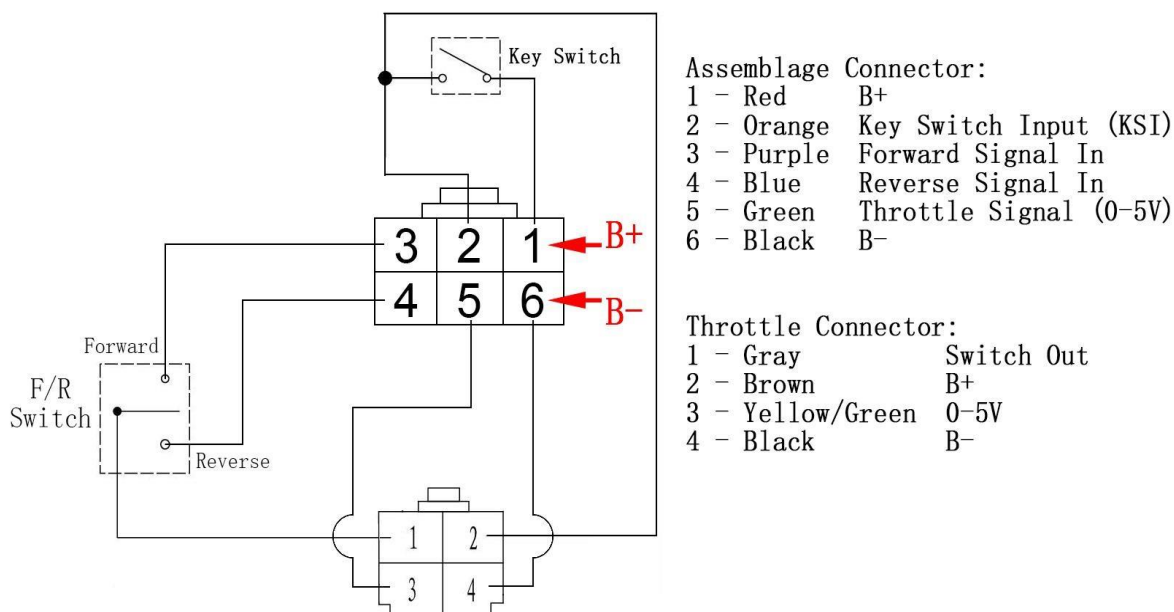 Key Switch
3 2 1 B+
4 5 6 B-
Forward
F/R
Switch
Reverse
1 2
3 4
Assemblage Connector:
1 - Red B+
2 - Orange Key Switch Input (KSI)
3 - Purple Forward Signal In
4 - Blue Reverse Signal In
5 - Green Throttle Signal (0-5V)
6 - Black B-
Throttle Connector:
1 - Gray Switch Out
2 - Brown B+
3 - Yellow/Green 0-5V
4 - Black B-